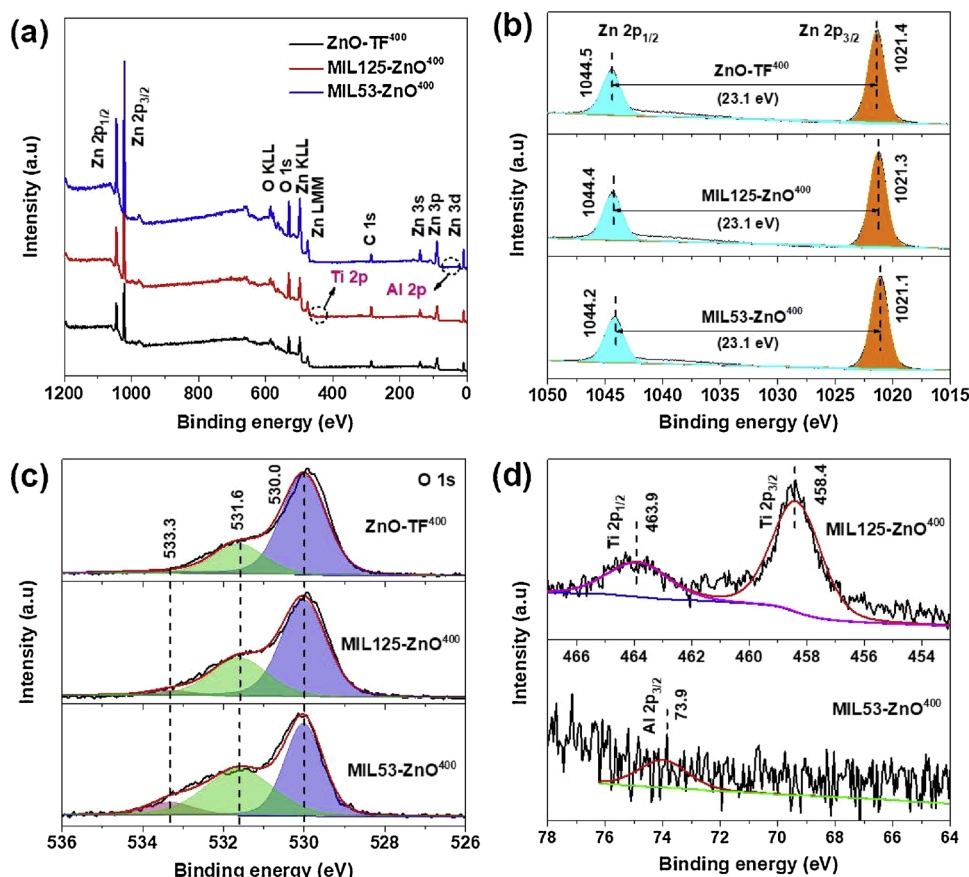 (a)
ZnO-TF⁴⁰⁰
MIL125-ZnO⁴⁰⁰
MIL53-ZnO⁴⁰⁰
Zn 2p₁/₂
Zn 2p₃/₂
O KLL
O 1s
Zn KLL
Zn LMM
C 1s
Zn 3s
Zn 3p
Zn 3d
Ti 2p
Al 2p
Intensity (a.u)
1200 1000 800 600 400 200 0
Binding energy (eV)
(b)
Zn 2p₁/₂
Zn 2p₃/₂
1044.5
ZnO-TF⁴⁰⁰
(23.1 eV)
1021.4
1044.4
MIL125-ZnO⁴⁰⁰
(23.1 eV)
1021.3
1044.2
MIL53-ZnO⁴⁰⁰
(23.1 eV)
1021.1
Intensity (a.u)
1050 1045 1040 1035 1030 1025 1020 1015
Binding energy (eV)
(c)
O 1s
533.3
531.6
530.0
ZnO-TF⁴⁰⁰
MIL125-ZnO⁴⁰⁰
MIL53-ZnO⁴⁰⁰
Intensity (a.u)
536 534 532 530 528 526
Binding energy (eV)
(d)
Ti 2p₁/₂
463.9
Ti 2p₃/₂
458.4
MIL125-ZnO⁴⁰⁰
466 464 462 460 458 456 454
Al 2p₃/₂
73.9
MIL53-ZnO⁴⁰⁰
Intensity (a.u)
78 76 74 72 70 68 66 64
Binding energy (eV)